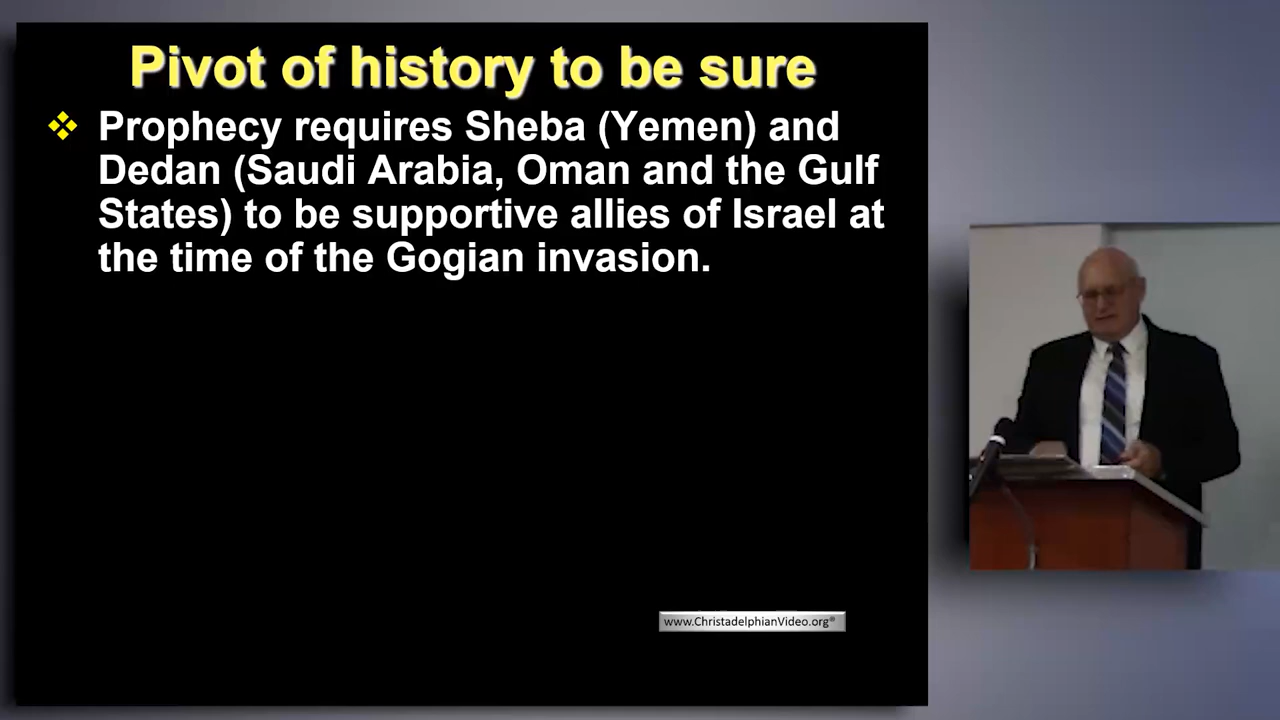 Pivot of history to be sure
Prophecy requires Sheba (Yemen) and
Dedan (Saudi Arabia, Oman and the Gulf
States) to be supportive allies of Israel at
the time of the Gogian invasion.
www.ChristadelphianVideo.org®